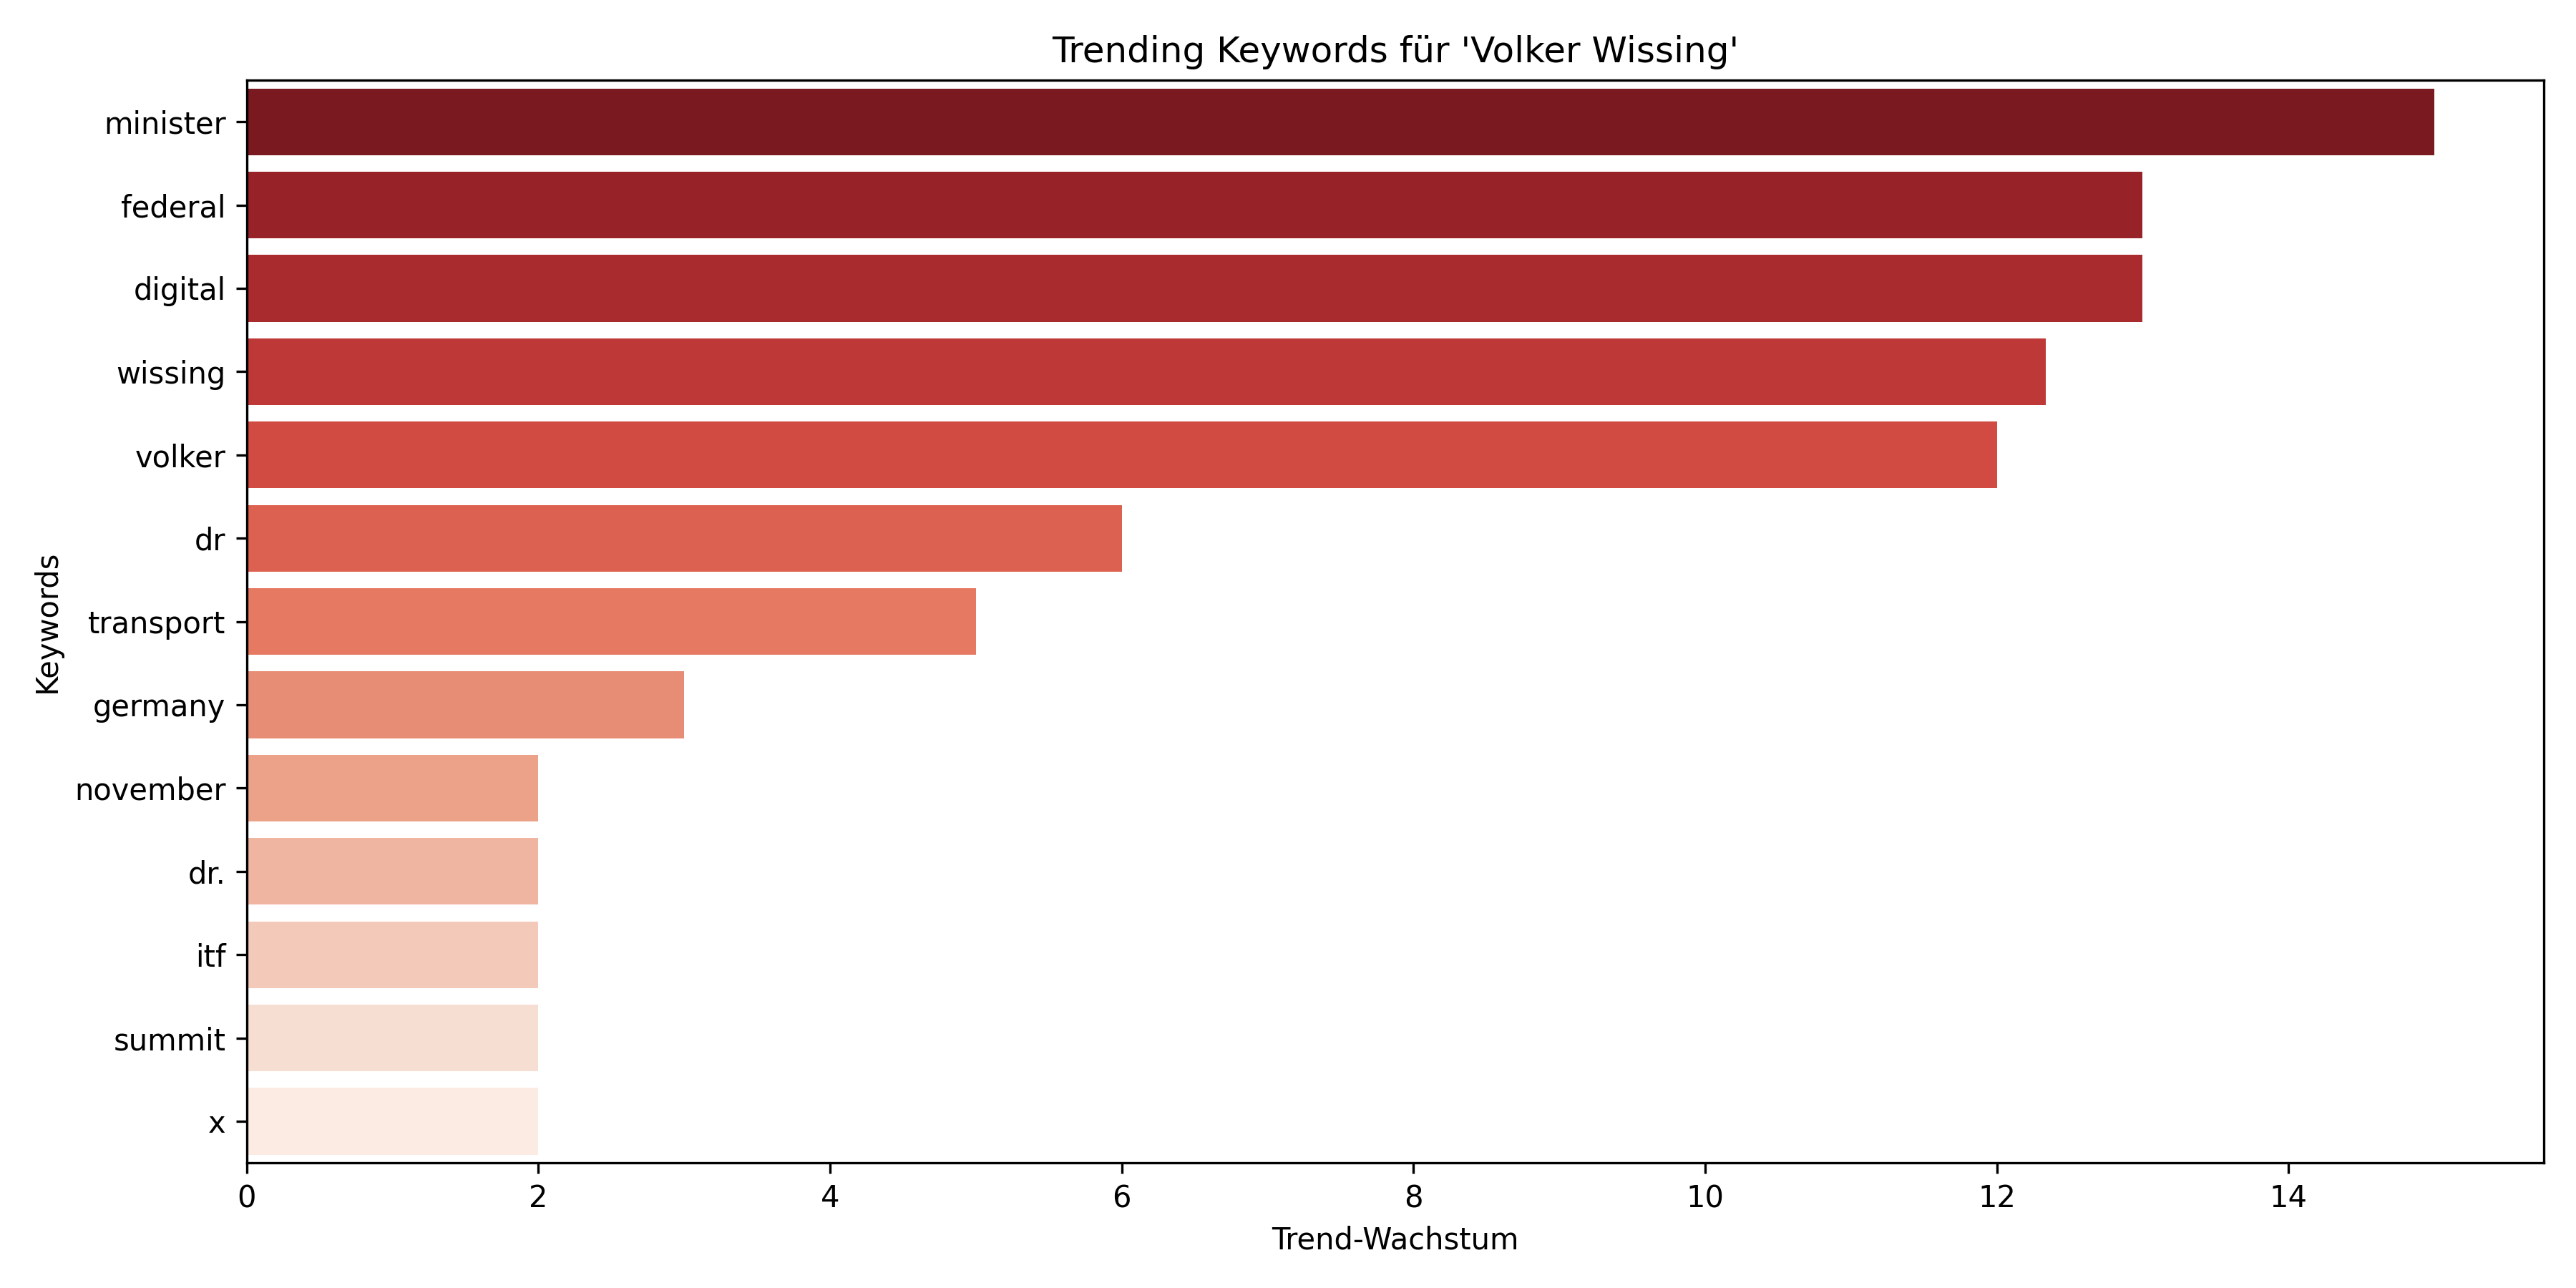 Trending Keywords für 'Volker Wissing'
Keywords
minister
federal
digital
wissing
volker
dr
transport
germany
november
dr.
itf
summit
x
0 2 4 6 8 10 12 14
Trend-Wachstum